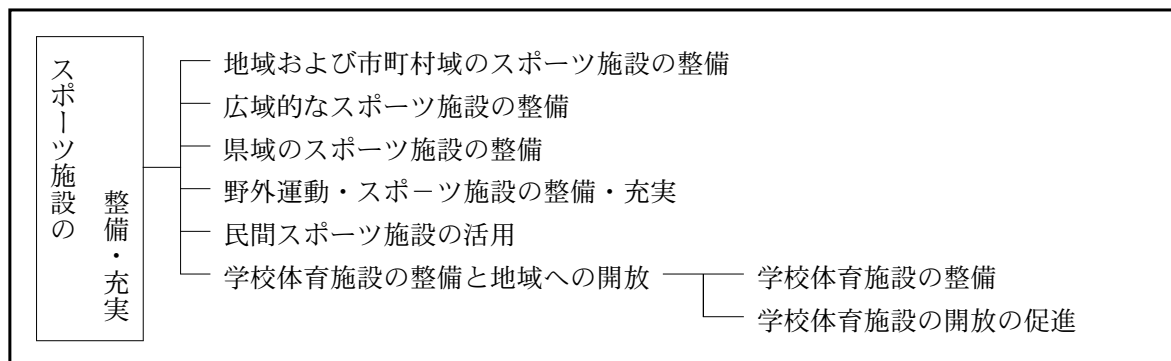 スポーツ施設の
整備・充実
地域および市町村域のスポーツ施設の整備
広域的なスポーツ施設の整備
県域のスポーツ施設の整備
野外運動・スポ−ツ施設の整備・充実
民間スポーツ施設の活用
学校体育施設の整備と地域への開放
学校体育施設の整備
学校体育施設の開放の促進